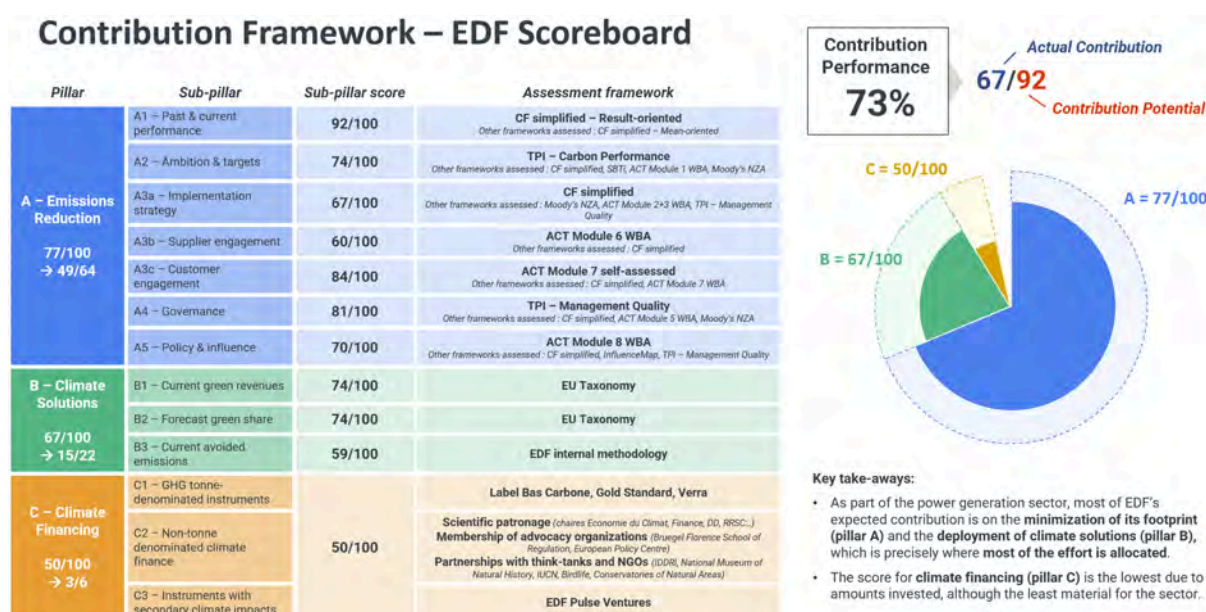 Contribution Framework – EDF Scoreboard
Pillar
Sub-pillar
Sub-pillar score
Assessment framework
A – Emissions
Reduction
77/100
→ 49/64
A1 – Past & current
performance
92/100
CF simplified – Result-oriented
Other frameworks assessed : CF simplified – Mean-oriented
A2 – Ambition & targets
74/100
TPI – Carbon Performance
Other frameworks assessed : CF simplified, SBTi, ACT Module 1 WBA, Moody's NZA
A3a – Implementation
strategy
67/100
CF simplified
Other frameworks assessed : Moody's NZA, ACT Module 2+3 WBA, TPI – Management
Quality
A3b – Supplier engagement
60/100
ACT Module 6 WBA
Other frameworks assessed : CF simplified
A3c – Customer
engagement
84/100
ACT Module 7 self-assessed
Other frameworks assessed : CF simplified, ACT Module 7 WBA
A4 – Governance
81/100
TPI – Management Quality
Other frameworks assessed : CF simplified, ACT Module 5 WBA, Moody's NZA
A5 – Policy & influence
70/100
ACT Module 8 WBA
Other frameworks assessed : CF simplified, InfluenceMap, TPI – Management Quality
B – Climate
Solutions
67/100
→ 15/22
B1 – Current green revenues
74/100
EU Taxonomy
B2 – Forecast green share
74/100
EU Taxonomy
B3 – Current avoided
emissions
59/100
EDF internal methodology
C – Climate
Financing
50/100
→ 3/6
C1 – GHG tonne-
denominated instruments
Label Bas Carbone, Gold Standard, Verra
C2 – Non-tonne
denominated climate
finance
50/100
Scientific patronage (chaires Economie du Climat, Finance, DD, RRSC...)
Membership of advocacy organizations (Bruegel Florence School of
Regulation, European Policy Centre)
Partnerships with think-tanks and NGOs (IDDRI, National Museum of
Natural History, IUCN, Birdlife, Conservatories of Natural Areas)
C3 – Instruments with
secondary climate impacts
EDF Pulse Ventures
Contribution
Performance
73%
Actual Contribution
67/92
Contribution Potential
C = 50/100
A = 77/100
B = 67/100
Key take-aways:
• As part of the power generation sector, most of EDF's
expected contribution is on the minimization of its footprint
(pillar A) and the deployment of climate solutions (pillar B),
which is precisely where most of the effort is allocated.
• The score for climate financing (pillar C) is the lowest due to
amounts invested, although the least material for the sector.